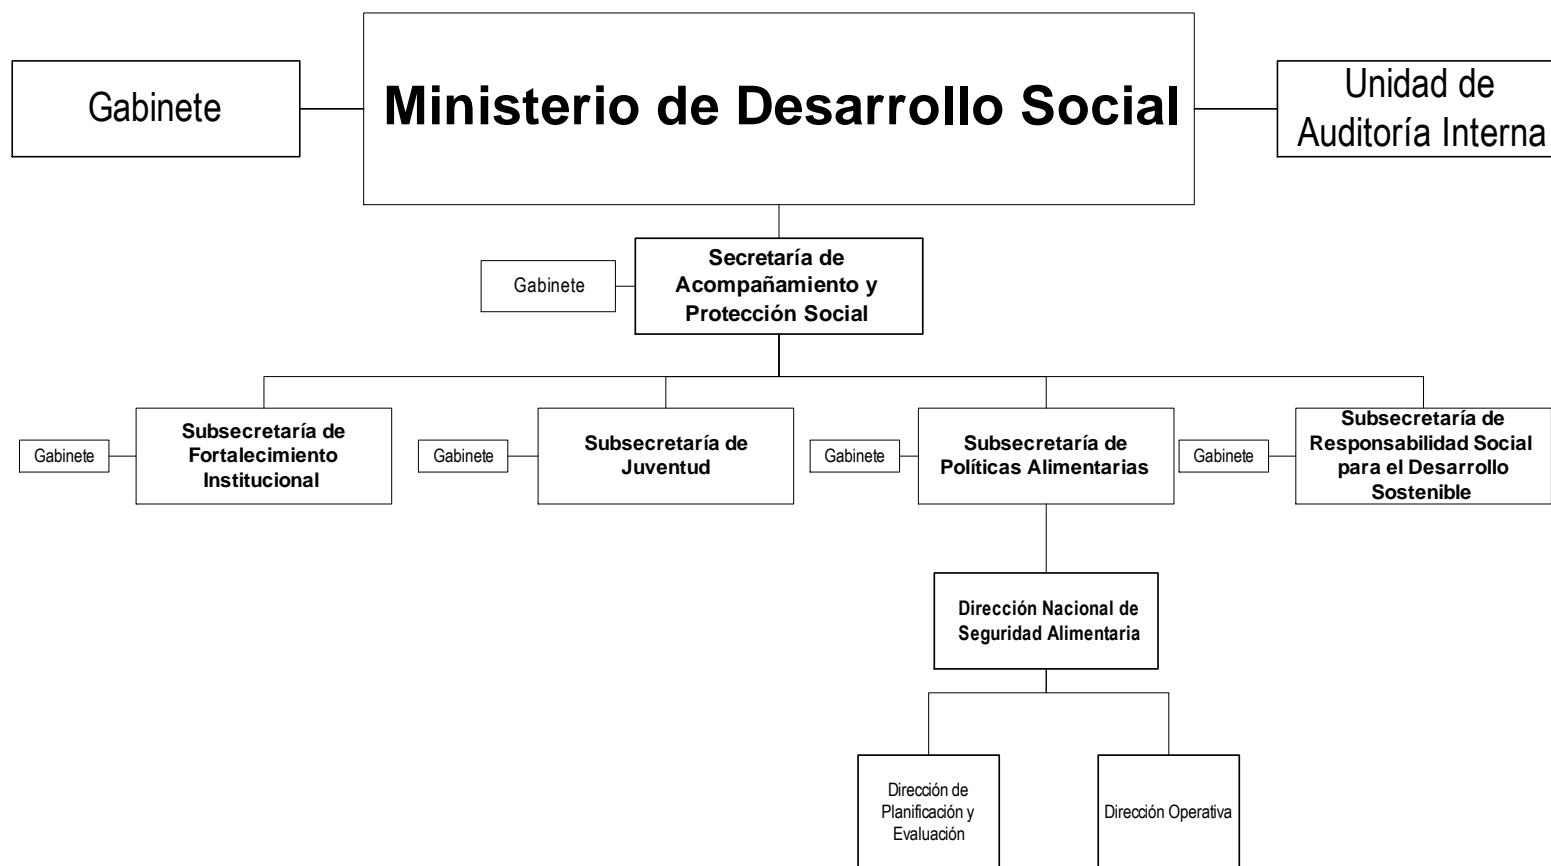 Gabinete
Ministerio de Desarrollo Social
Unidad de
Auditoría Interna
Gabinete
Secretaría de
Acompañamiento y
Protección Social
Gabinete
Subsecretaría de
Fortalecimiento
Institucional
Gabinete
Subsecretaría de
Juventud
Gabinete
Subsecretaría de
Políticas Alimentarias
Gabinete
Subsecretaría de
Responsabilidad Social
para el Desarrollo
Sostenible
Dirección Nacional de
Seguridad Alimentaria
Dirección de
Planificación y
Evaluación
Dirección Operativa